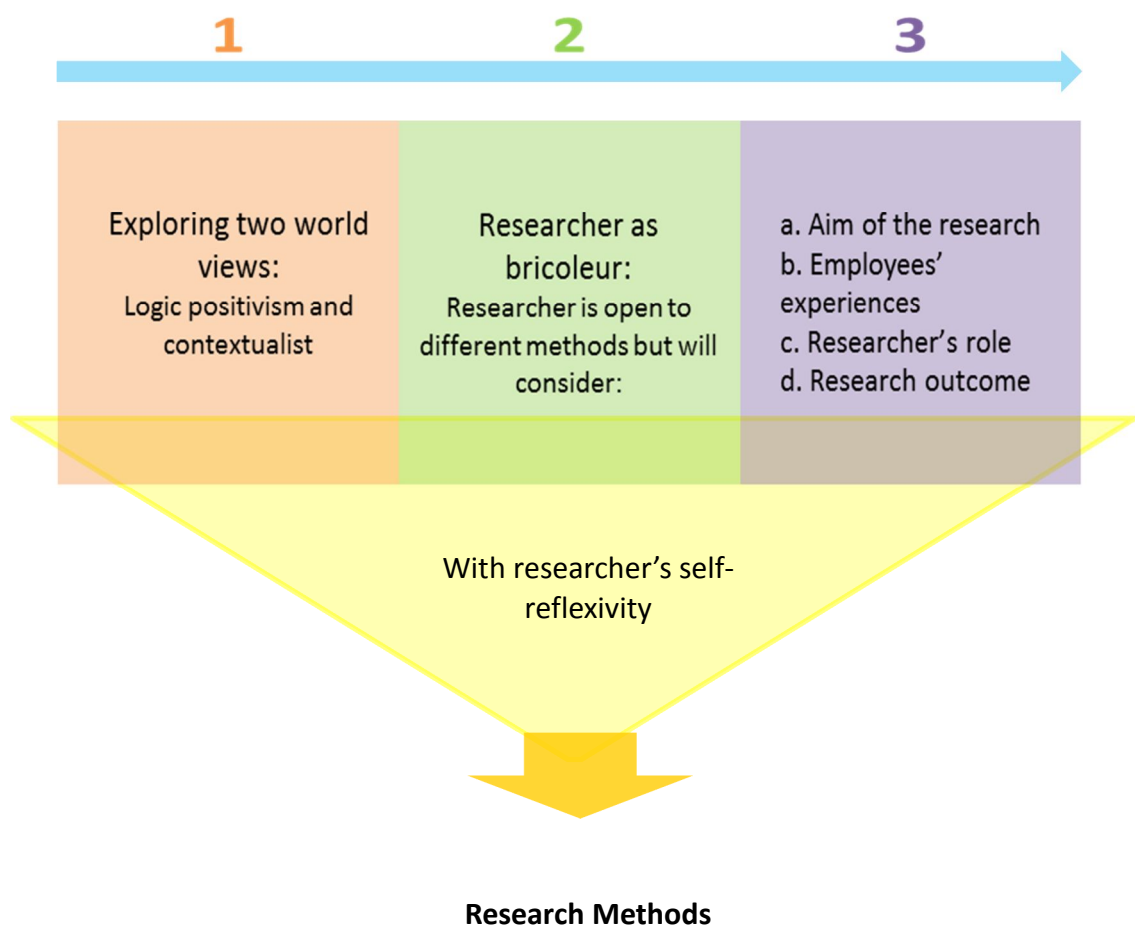 1
2
3
Exploring two world
views:
Logic positivism and
contextualist
Researcher as
bricoleur:
Researcher is open to
different methods but will
consider:
a. Aim of the research
b. Employees’
experiences
c. Researcher’s role
d. Research outcome
With researcher’s self-
reflexivity
Research Methods